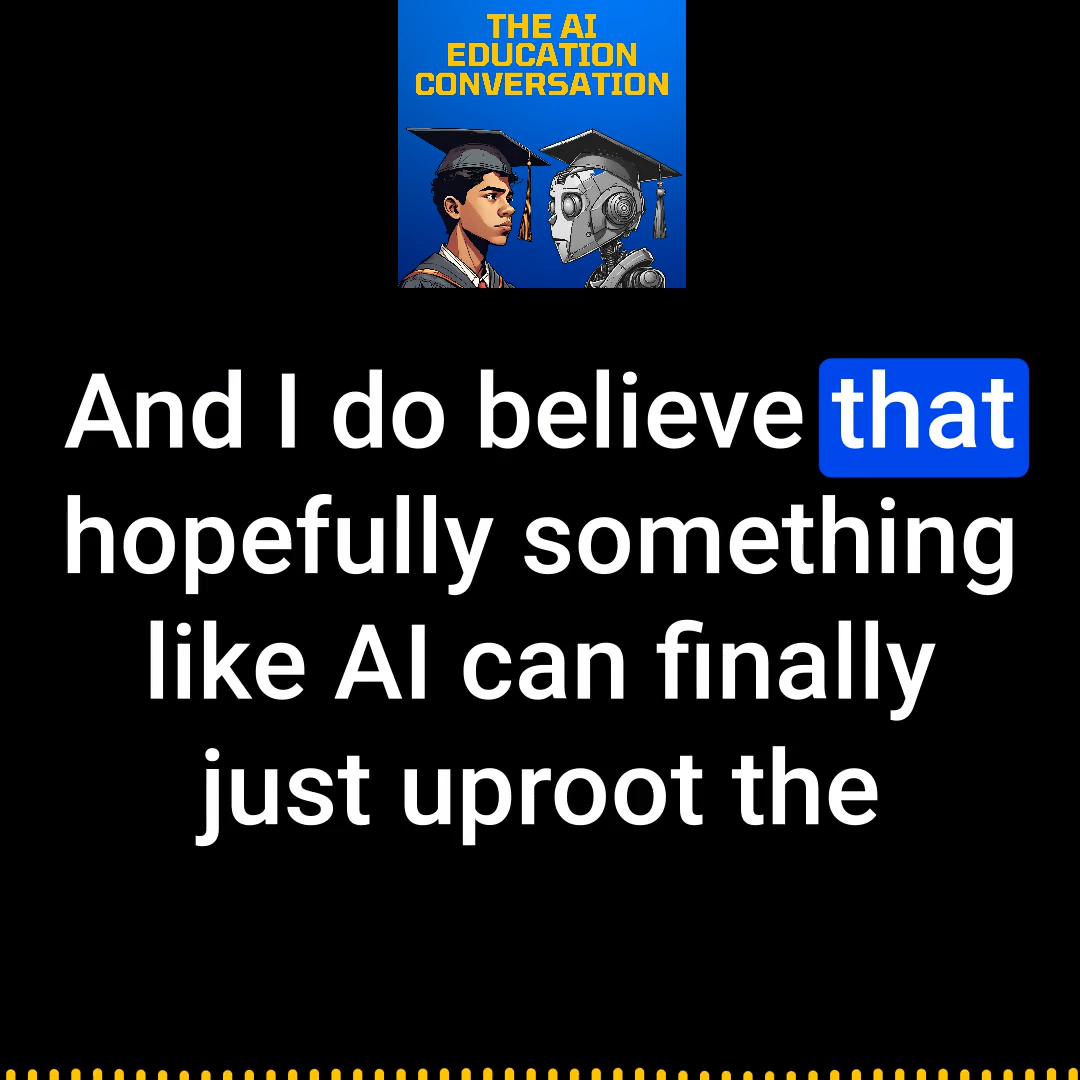 THE AI
EDUCATION
CONVERSATION
And I do believe that
hopefully something
like AI can finally
just uproot the